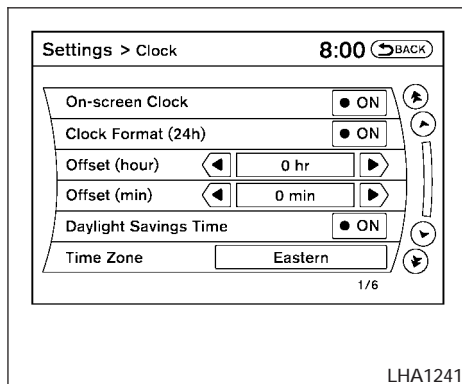 Settings > Clock 8:00 BACK
On-screen Clock ON
Clock Format (24h) ON
Offset (hour) 0 hr
Offset (min) 0 min
Daylight Savings Time ON
Time Zone Eastern
1/6
LHA1241